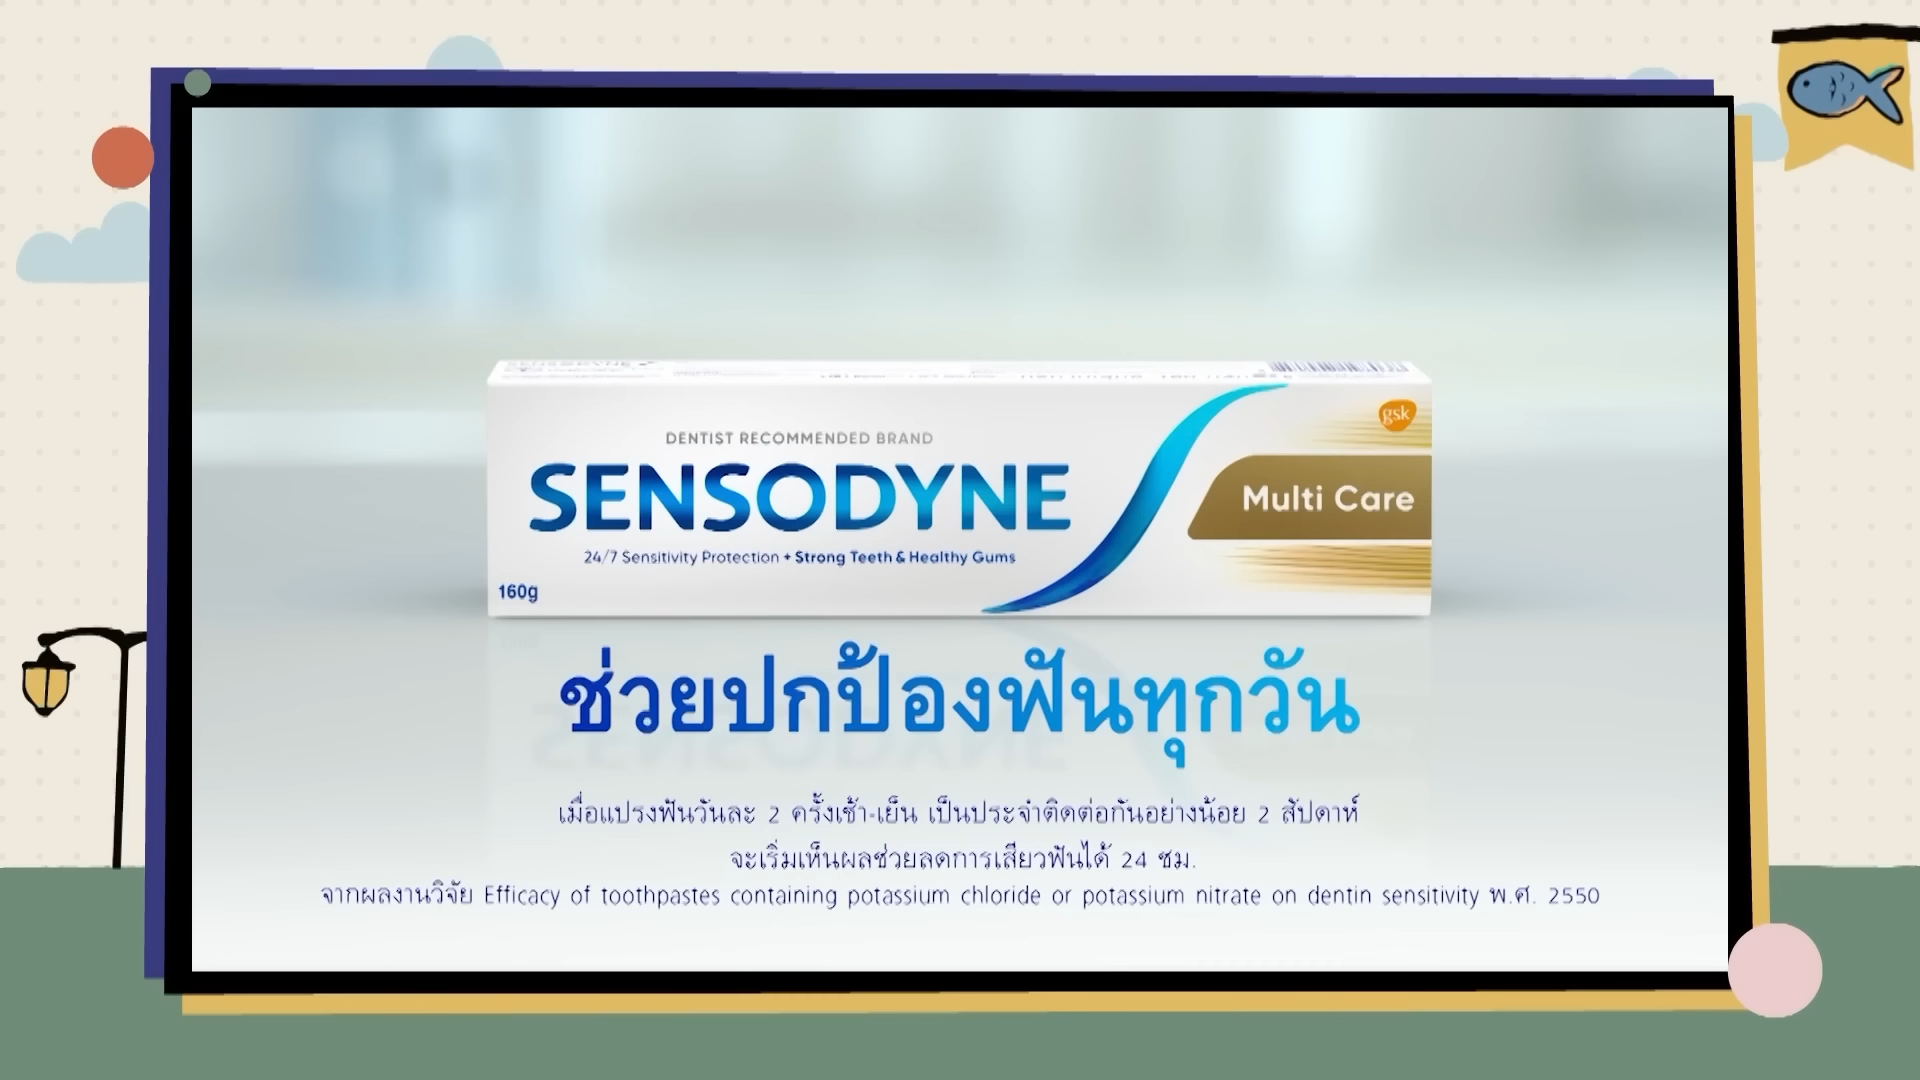 DENTIST RECOMMENDED BRAND
SENSODYNE
24/7 Sensitivity Protection + Strong Teeth & Healthy Gums
160g
gsk
Multi Care
ช่วยปกป้องฟันทุกวัน
เมื่อแปรงฟันวันละ 2 ครั้งเช้า-เย็น เป็นประจำติดต่อกันอย่างน้อย 2 สัปดาห์
จะเริ่มเห็นผลช่วยลดการเสียวฟันได้ 24 ชม.
จากผลงานวิจัย Efficacy of toothpastes containing potassium chloride or potassium nitrate on dentin sensitivity พ.ศ. 2550